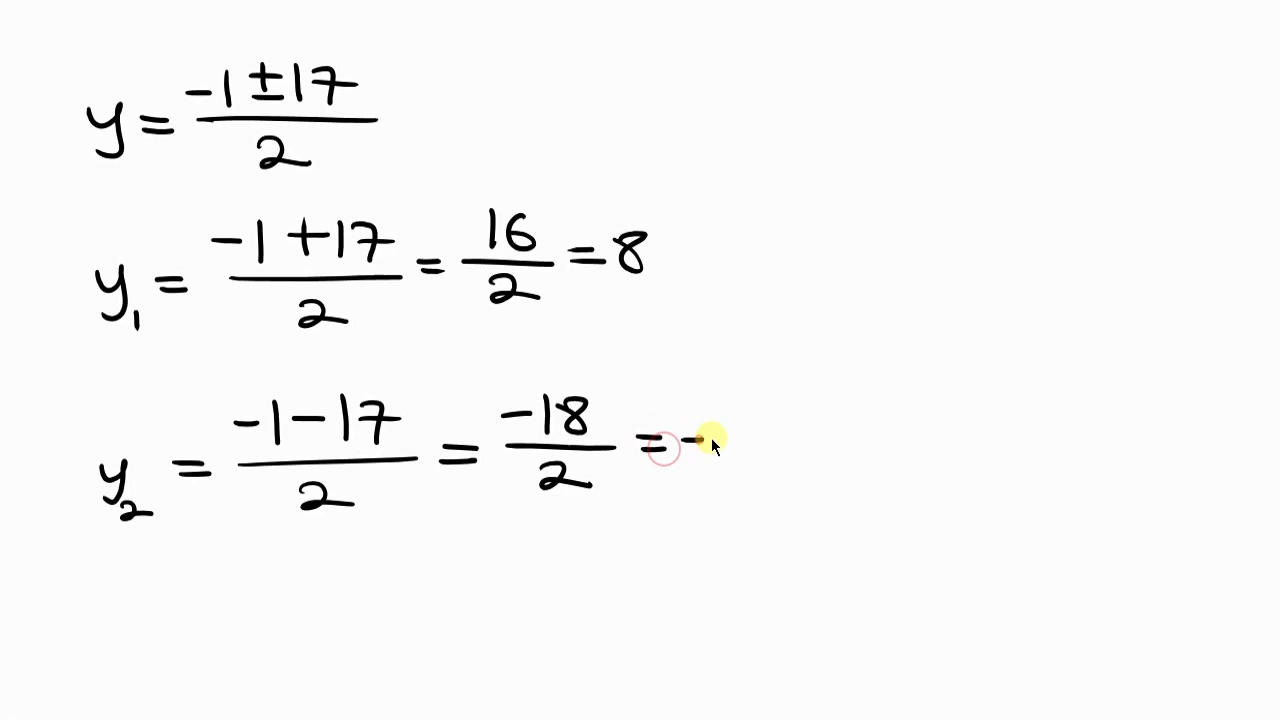 y = (-1 ± 17)/2
y₁ = (-1 + 17)/2 = 16/2 = 8
y₂ = (-1 - 17)/2 = -18/2 = -